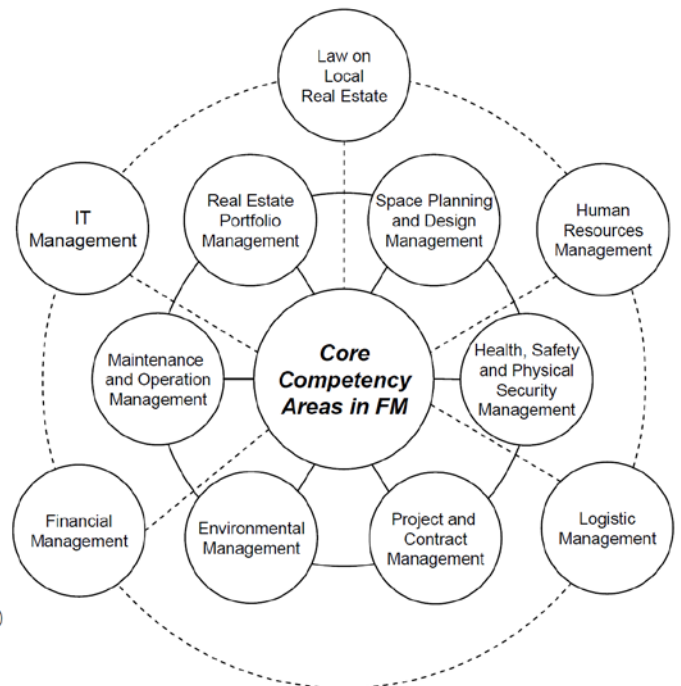 Law on
Local
Real Estate
IT
Management
Real Estate
Portfolio
Management
Space Planning
and Design
Management
Human
Resources
Management
Maintenance
and Operation
Management
Core
Competency
Areas in FM
Health, Safety
and Physical
Security
Management
Financial
Management
Environmental
Management
Project and
Contract
Management
Logistic
Management
)